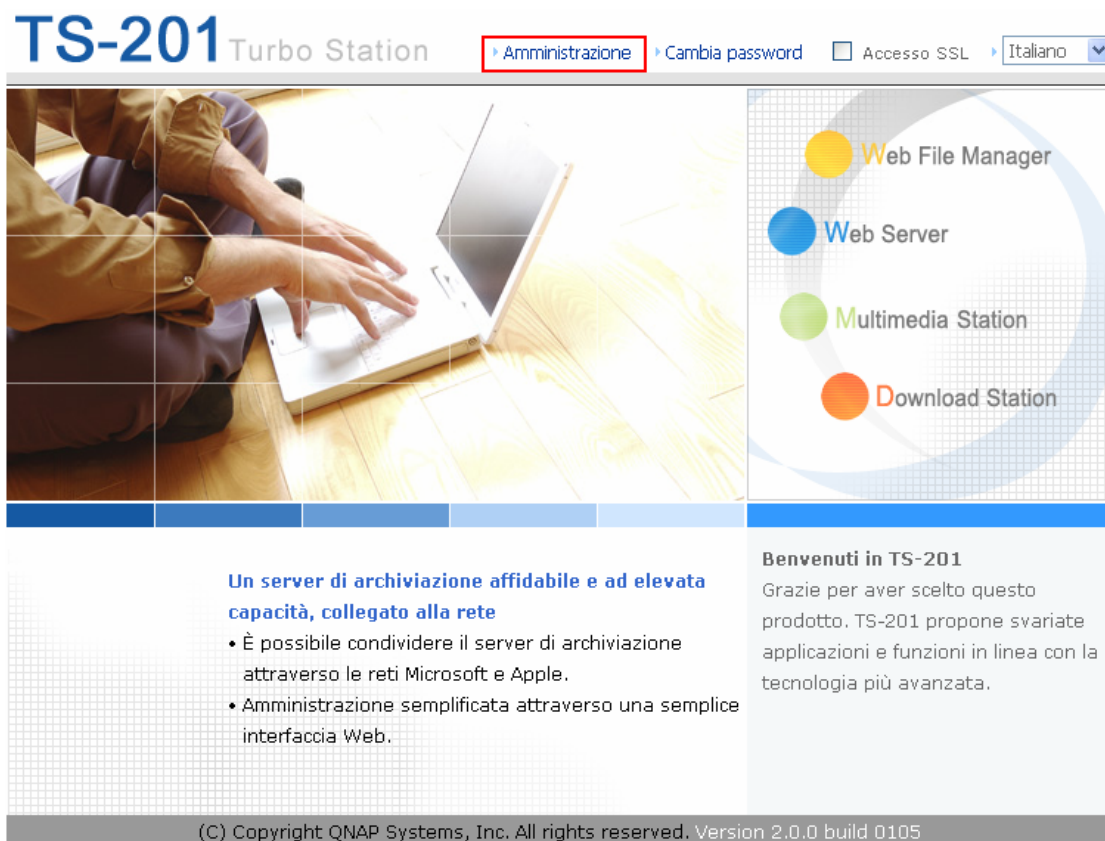 TS-201 Turbo Station
Amministrazione
Cambia password
Accesso SSL
Italiano
Web File Manager
Web Server
Multimedia Station
Download Station
Un server di archiviazione affidabile e ad elevata
capacità, collegato alla rete
• È possibile condividere il server di archiviazione
attraverso le reti Microsoft e Apple.
• Amministrazione semplificata attraverso una semplice
interfaccia Web.
Benvenuti in TS-201
Grazie per aver scelto questo
prodotto. TS-201 propone svariate
applicazioni e funzioni in linea con la
tecnologia più avanzata.
(C) Copyright QNAP Systems, Inc. All rights reserved. Version 2.0.0 build 0105